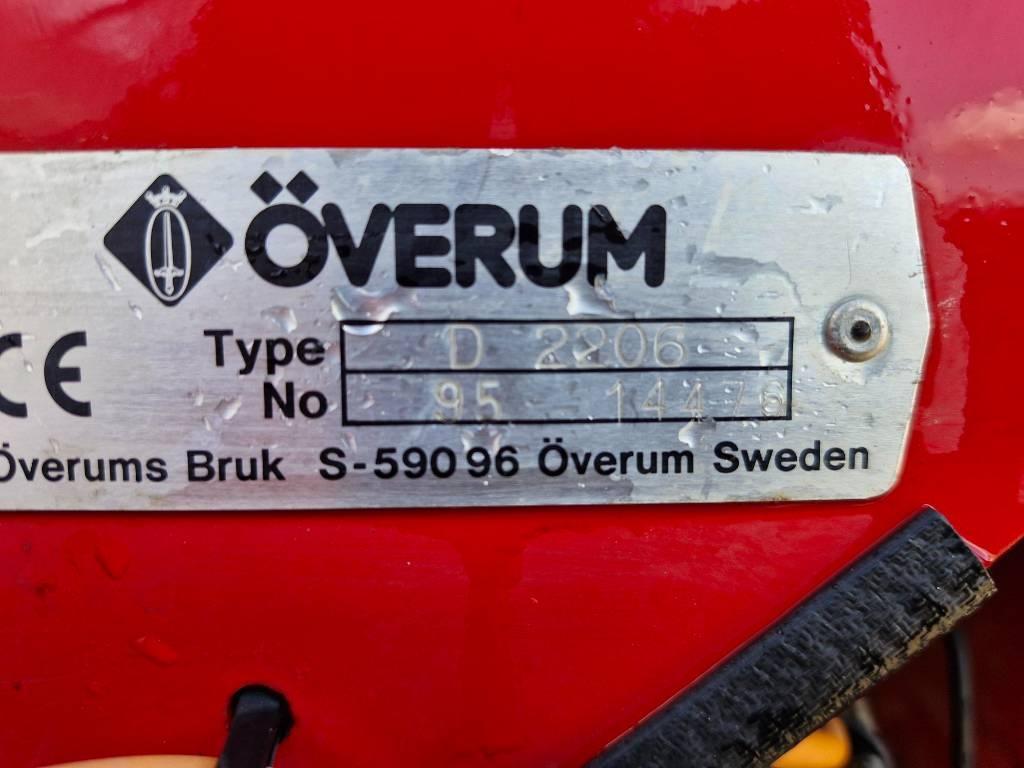 ÖVERUM
CE
Type D 2206
No 95 14476
Överums Bruk S-590 96 Överum Sweden